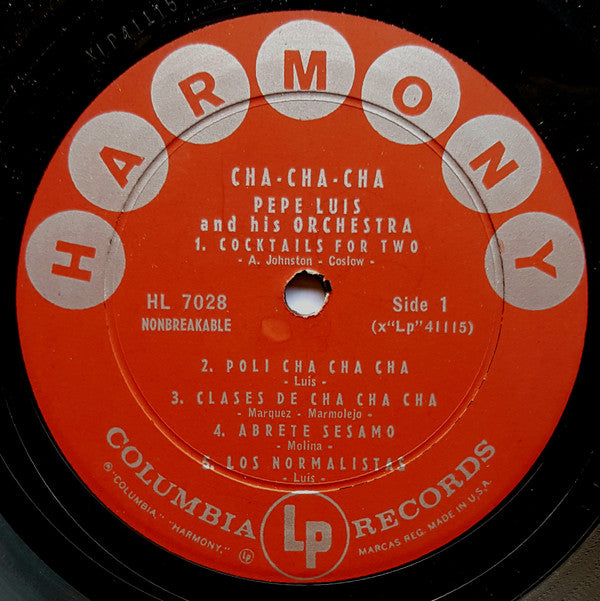 XLP41115
HARMONY
CHA-CHA-CHA
PEPE LUIS
and his ORCHESTRA
1. COCKTAILS FOR TWO
- A. Johnston - Coslow -
HL 7028
NONBREAKABLE
Side 1
(x"Lp"41115)
2. POLI CHA CHA CHA
- Luis -
3. CLASES DE CHA CHA CHA
- Marquez - Marmolejo -
4. ABRETE SESAMO
- Molina -
5. LOS NORMALISTAS
- Luis -
COLUMBIA Lp RECORDS
® "COLUMBIA," "HARMONY," Lp MARCAS REG. MADE IN U.S.A.